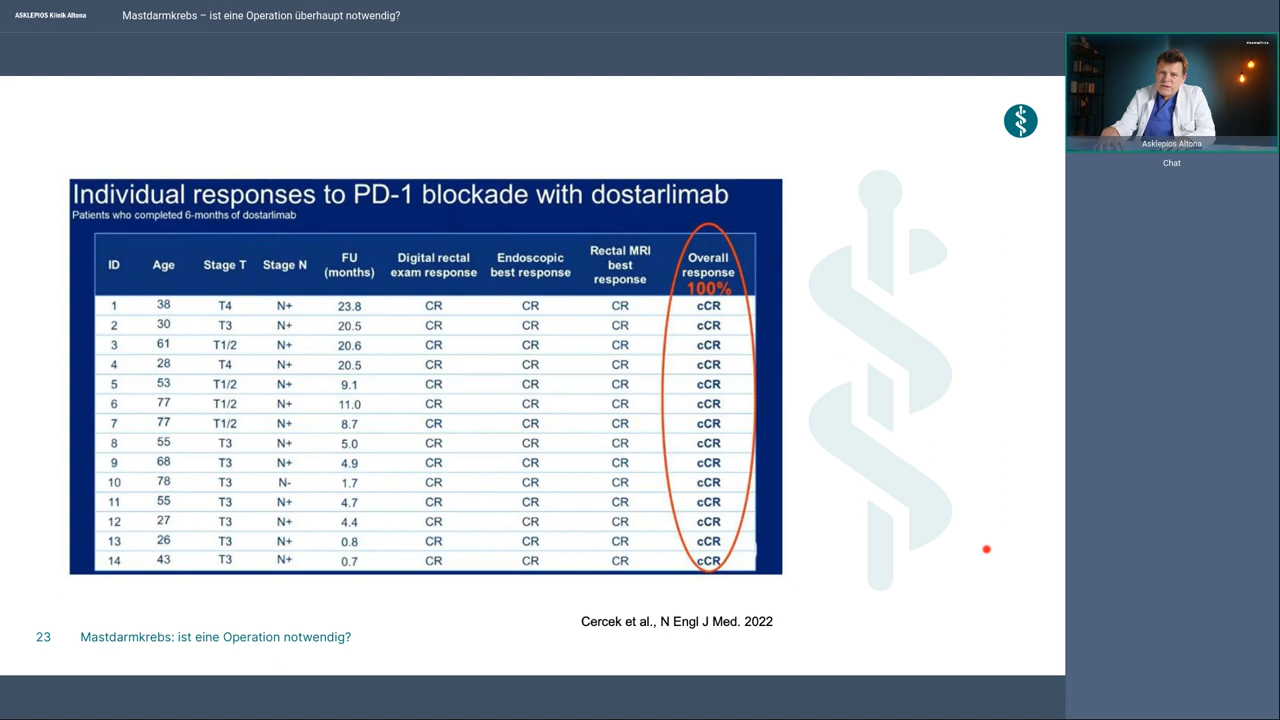 ASKLEPIOS Klinik Altona
Mastdarmkrebs – ist eine Operation überhaupt notwendig?
Asklepios Altona
Chat
Individual responses to PD-1 blockade with dostarlimab
Patients who completed 6-months of dostarlimab
ID Age Stage T Stage N FU (months) Digital rectal exam response Endoscopic best response Rectal MRI best response Overall response 100%
1 38 T4 N+ 23.8 CR CR CR cCR
2 30 T3 N+ 20.5 CR CR CR cCR
3 61 T1/2 N+ 20.6 CR CR CR cCR
4 28 T4 N+ 20.5 CR CR CR cCR
5 53 T1/2 N+ 9.1 CR CR CR cCR
6 77 T1/2 N+ 11.0 CR CR CR cCR
7 77 T1/2 N+ 8.7 CR CR CR cCR
8 55 T3 N+ 5.0 CR CR CR cCR
9 68 T3 N+ 4.9 CR CR CR cCR
10 78 T3 N- 1.7 CR CR CR cCR
11 55 T3 N+ 4.7 CR CR CR cCR
12 27 T3 N+ 4.4 CR CR CR cCR
13 26 T3 N+ 0.8 CR CR CR cCR
14 43 T3 N+ 0.7 CR CR CR cCR
Cercek et al., N Engl J Med. 2022
23 Mastdarmkrebs: ist eine Operation notwendig?